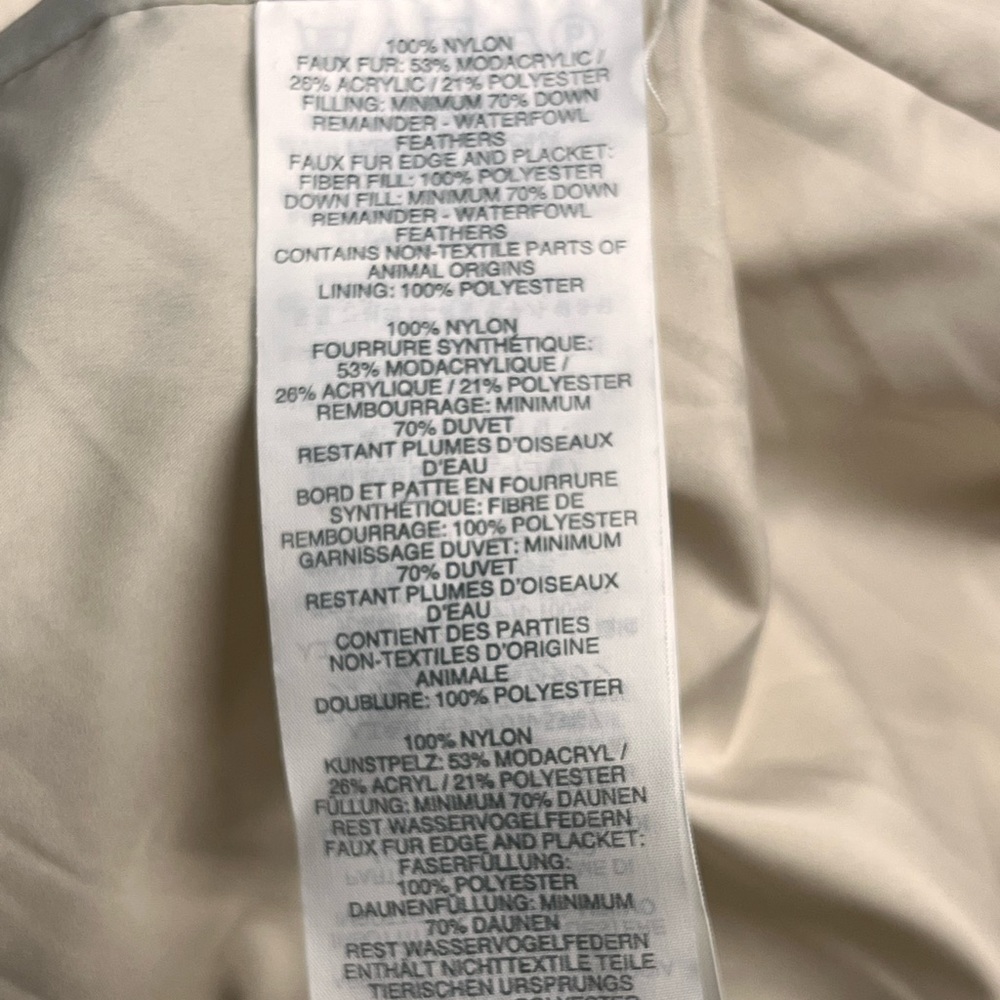 100% NYLON
FAUX FUR: 53% MODACRYLIC /
26% ACRYLIC / 21% POLYESTER
FILLING: MINIMUM 70% DOWN
REMAINDER - WATERFOWL
FEATHERS
FAUX FUR EDGE AND PLACKET:
FIBER FILL: 100% POLYESTER
DOWN FILL: MINIMUM 70% DOWN
REMAINDER - WATERFOWL
FEATHERS
CONTAINS NON-TEXTILE PARTS OF
ANIMAL ORIGINS
LINING: 100% POLYESTER
100% NYLON
FOURRURE SYNTHÉTIQUE:
53% MODACRYLIQUE /
26% ACRYLIQUE / 21% POLYESTER
REMBOURRAGE: MINIMUM
70% DUVET
RESTANT PLUMES D'OISEAUX
D'EAU
BORD ET PATTE EN FOURRURE
SYNTHÉTIQUE: FIBRE DE
REMBOURRAGE: 100% POLYESTER
GARNISSAGE DUVET: MINIMUM
70% DUVET
RESTANT PLUMES D'OISEAUX
D'EAU
CONTIENT DES PARTIES
NON-TEXTILES D'ORIGINE
ANIMALE
DOUBLURE: 100% POLYESTER
100% NYLON
KUNSTPELZ: 53% MODACRYL /
26% ACRYL / 21% POLYESTER
FÜLLUNG: MINIMUM 70% DAUNEN
REST WASSERVOGELFEDERN
FAUX FUR EDGE AND PLACKET:
FASERFÜLLUNG:
100% POLYESTER
DAUNENFÜLLUNG: MINIMUM
70% DAUNEN
REST WASSERVOGELFEDERN
ENTHÄLT NICHTTEXTILE TEILE
TIERISCHEN URSPRUNGS